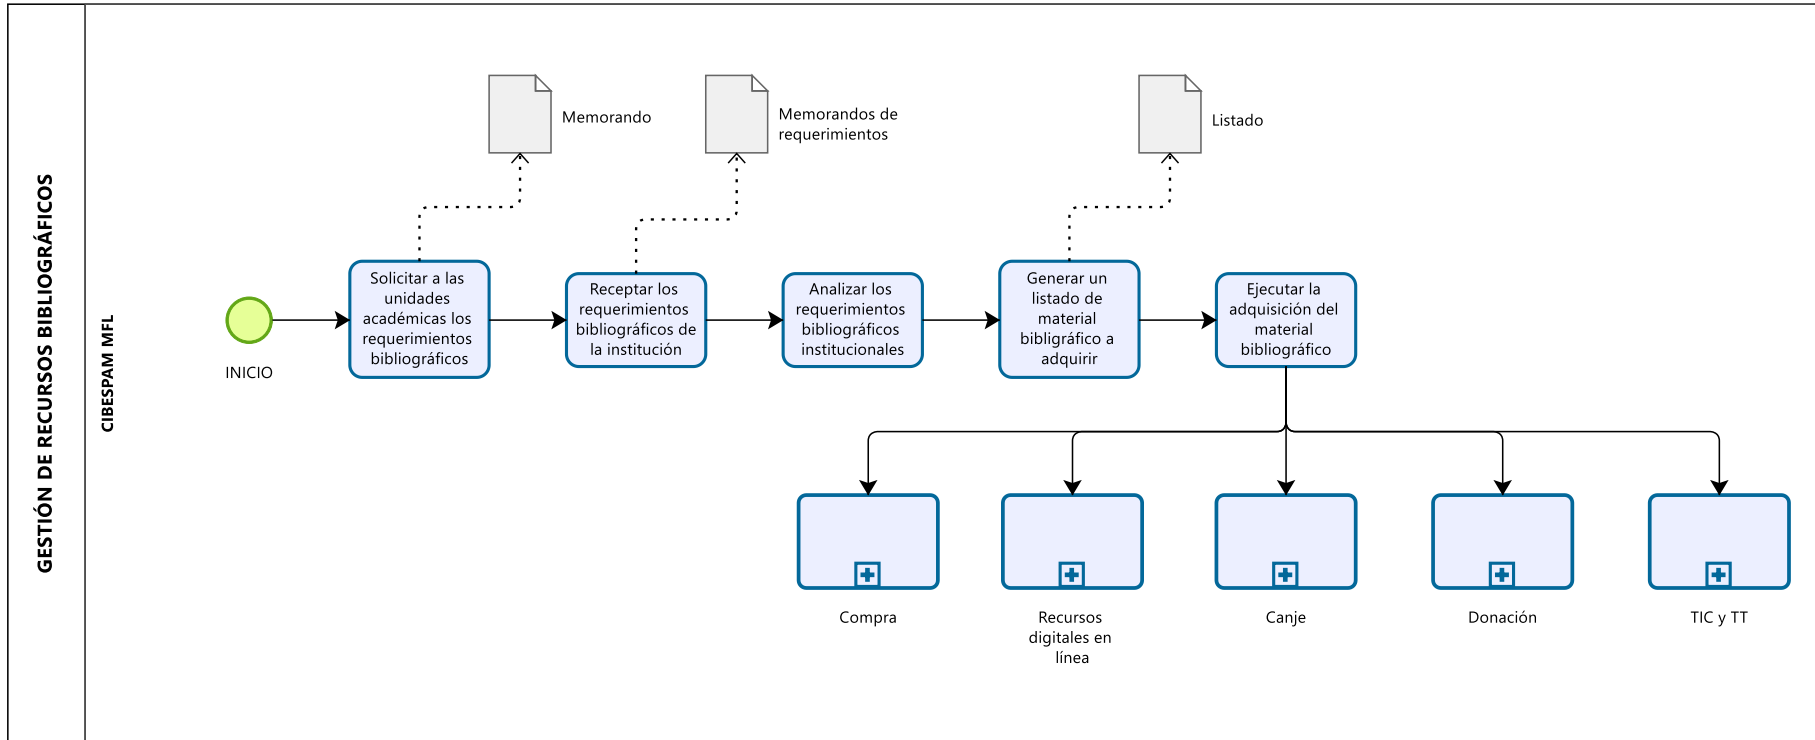 GESTIÓN DE RECURSOS BIBLIOGRÁFICOS
CIBESPAM MFL
Memorando
Memorandos de
requerimientos
Listado
INICIO
Solicitar a las
unidades
académicas los
requerimientos
bibliográficos
Receptar los
requerimientos
bibliográficos de
la institución
Analizar los
requerimientos
bibliográficos
institucionales
Generar un
listado de
material
bibligráfico a
adquirir
Ejecutar la
adquisición del
material
bibliográfico
Compra
Recursos
digitales en
línea
Canje
Donación
TIC y TT